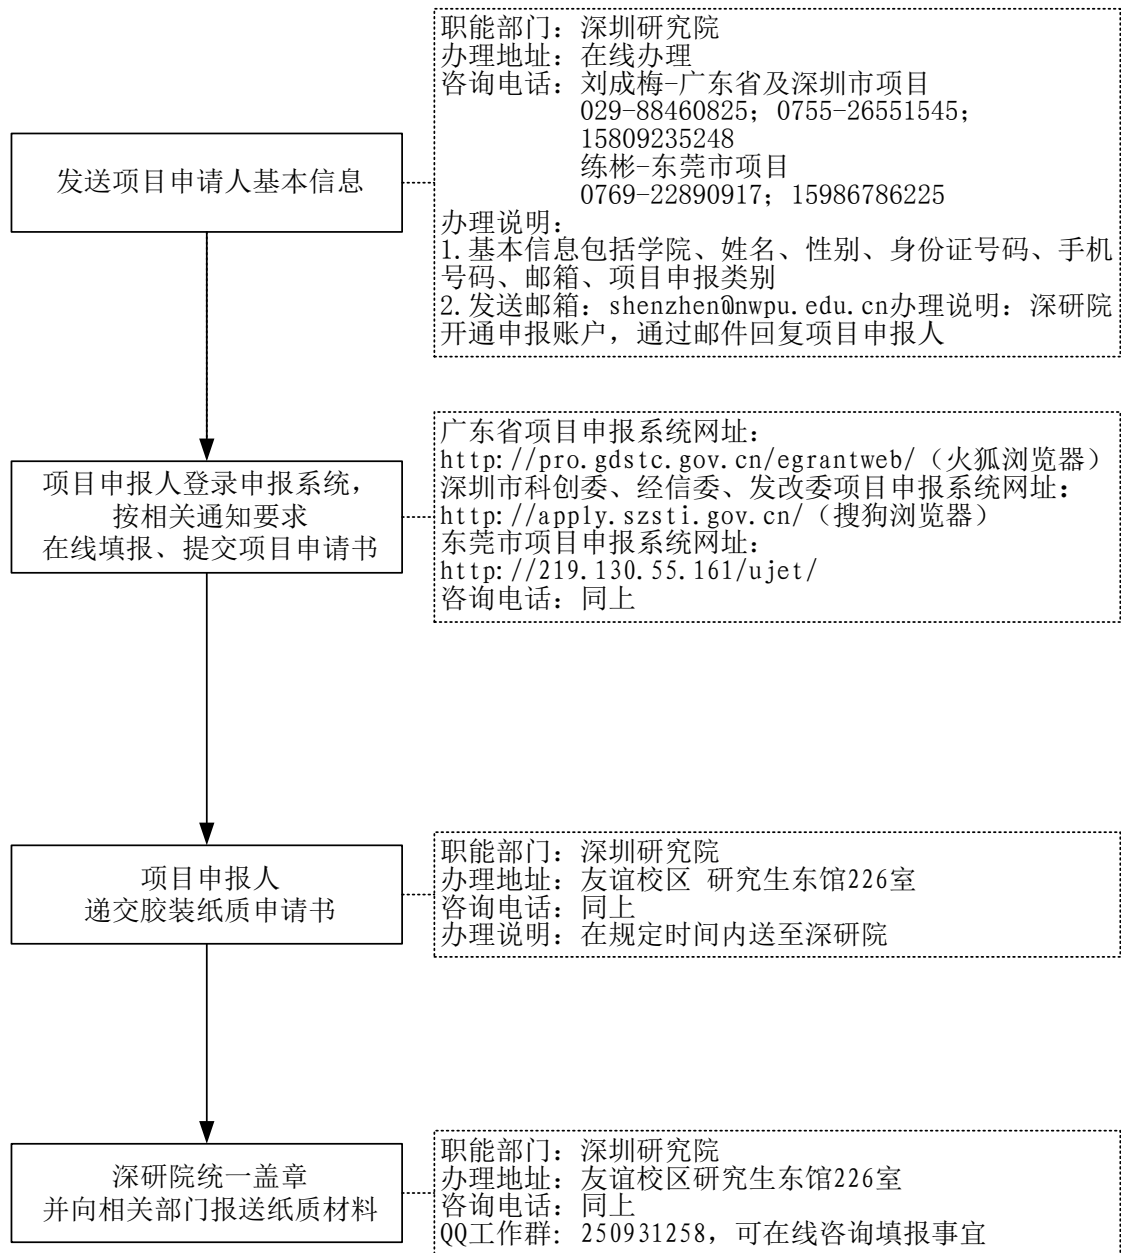 发送项目申请人基本信息
职能部门：深圳研究院
办理地址：在线办理
咨询电话：刘成梅-广东省及深圳市项目
029-88460825；0755-26551545；
15809235248
练彬-东莞市项目
0769-22890917；15986786225
办理说明：
1.基本信息包括学院、姓名、性别、身份证号码、手机
号码、邮箱、项目申报类别
2.发送邮箱：shenzhen@nwpu.edu.cn办理说明：深研院
开通申报账户，通过邮件回复项目申报人
项目申报人登录申报系统，
按相关通知要求
在线填报、提交项目申请书
广东省项目申报系统网址：
http://pro.gdstc.gov.cn/egrantweb/（火狐浏览器）
深圳市科创委、经信委、发改委项目申报系统网址：
http://apply.szsti.gov.cn/（搜狗浏览器）
东莞市项目申报系统网址：
http://219.130.55.161/ujet/
咨询电话：同上
项目申报人
递交胶装纸质申请书
职能部门：深圳研究院
办理地址：友谊校区 研究生东馆226室
咨询电话：同上
办理说明：在规定时间内送至深研院
深研院统一盖章
并向相关部门报送纸质材料
职能部门：深圳研究院
办理地址：友谊校区研究生东馆226室
咨询电话：同上
QQ工作群：250931258，可在线咨询填报事宜